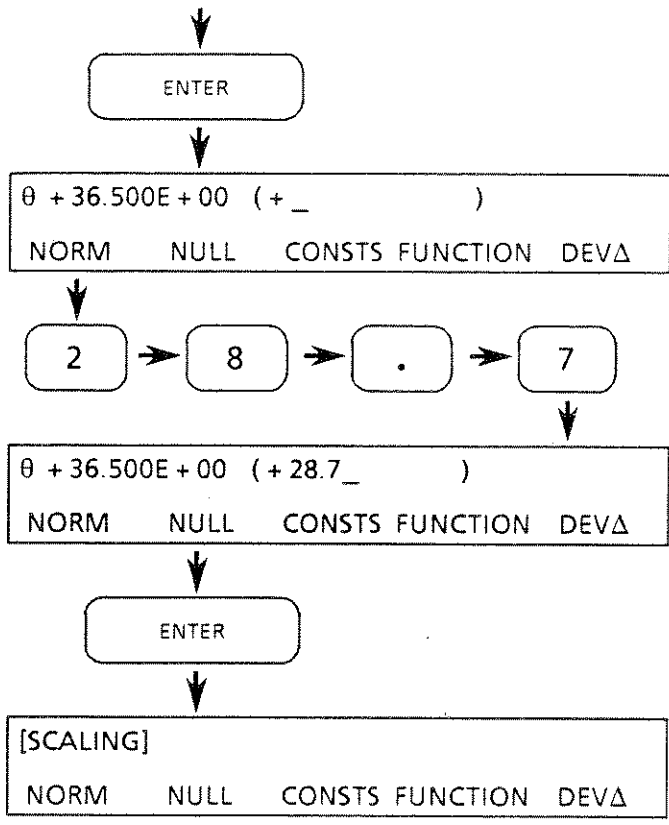 ENTER
θ +36.500E+00 (+_ )
NORM NULL CONSTS FUNCTION DEVΔ
2 8 . 7
θ +36.500E+00 (+28.7_ )
NORM NULL CONSTS FUNCTION DEVΔ
ENTER
[SCALING]
NORM NULL CONSTS FUNCTION DEVΔ